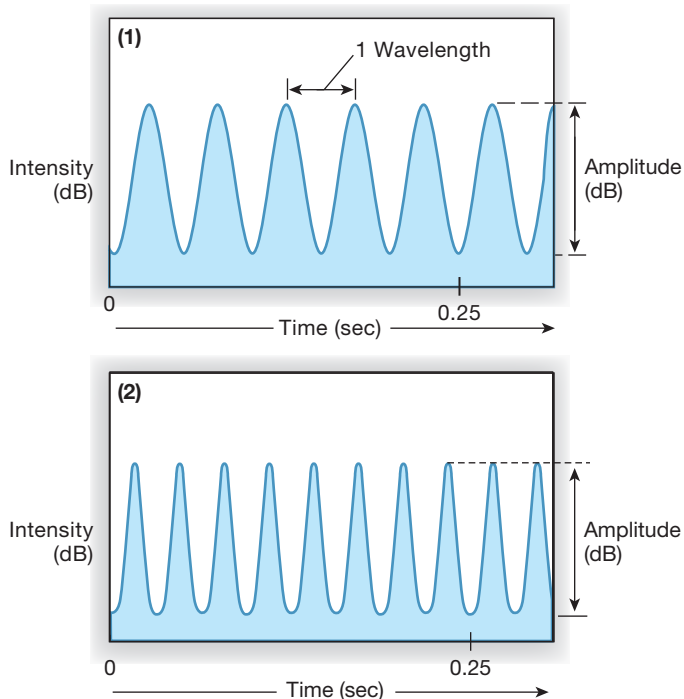 (1)
1 Wavelength
Intensity
(dB)
Amplitude
(dB)
0
0.25
Time (sec)
(2)
Intensity
(dB)
Amplitude
(dB)
0
0.25
Time (sec)